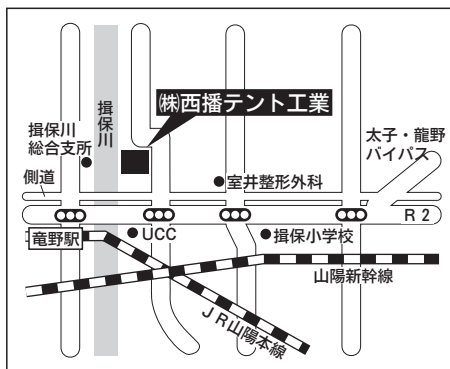 ㈱西播テント工業
揖保川
揖保川
総合支所
太子・龍野
バイパス
側道
室井整形外科
R2
竜野駅
UCC
揖保小学校
山陽新幹線
JR山陽本線